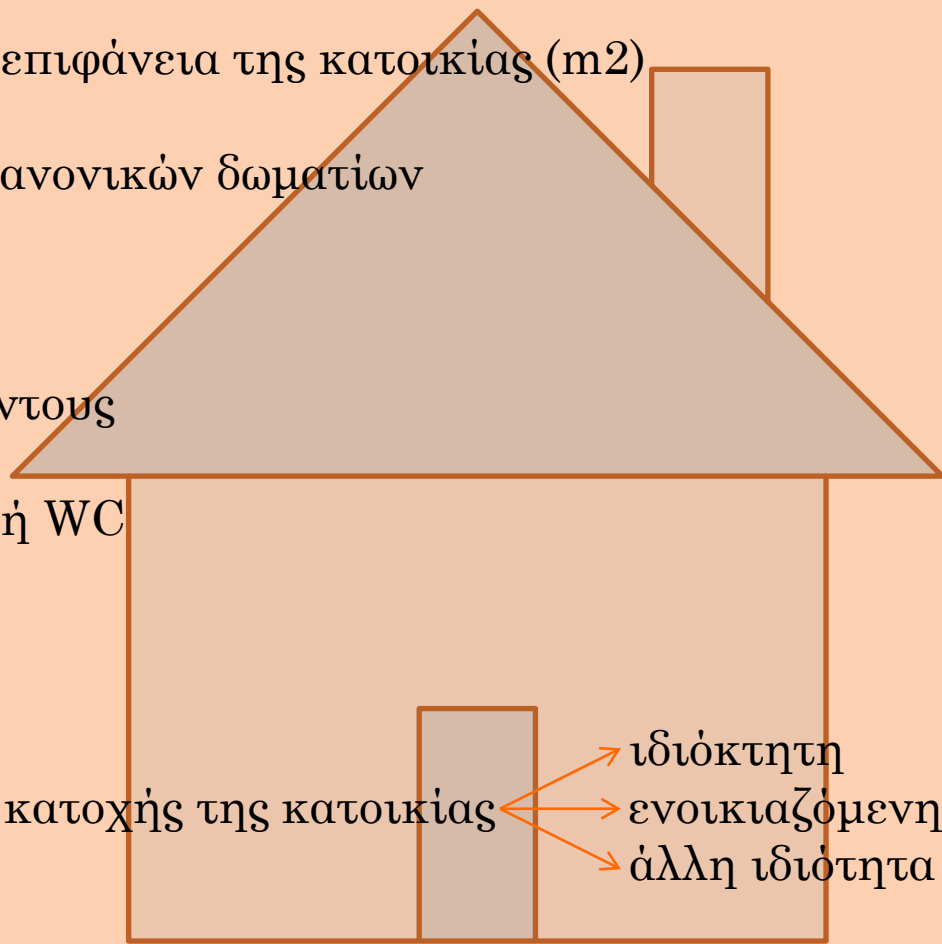 επιφάνεια της κατοικίας (m2)
ανονικών δωματίων
ντους
ή WC
ιδιόκτητη
κατοχής της κατοικίας
ενοικιαζόμενη
άλλη ιδιότητα